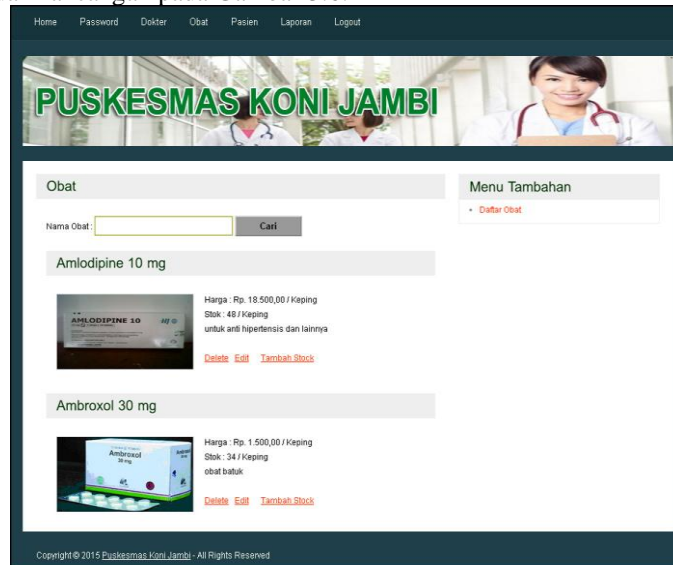 Home Password Dokter Obat Pasien Laporan Logout
PUSKESMAS KONI JAMBI
Obat
Menu Tambahan
Daftar Obat
Nama Obat : Cari
Amlodipine 10 mg
AMLODIPINE 10
Harga : Rp. 18.500,00 / Keping
Stok : 48 / Keping
untuk anti hipertensis dan lainnya
Delete Edit Tambah Stock
Ambroxol 30 mg
Ambroxol
30 mg
Harga : Rp. 1.500,00 / Keping
Stok : 34 / Keping
obat batuk
Delete Edit Tambah Stock
Copyright © 2015 Puskesmas Koni Jambi - All Rights Reserved